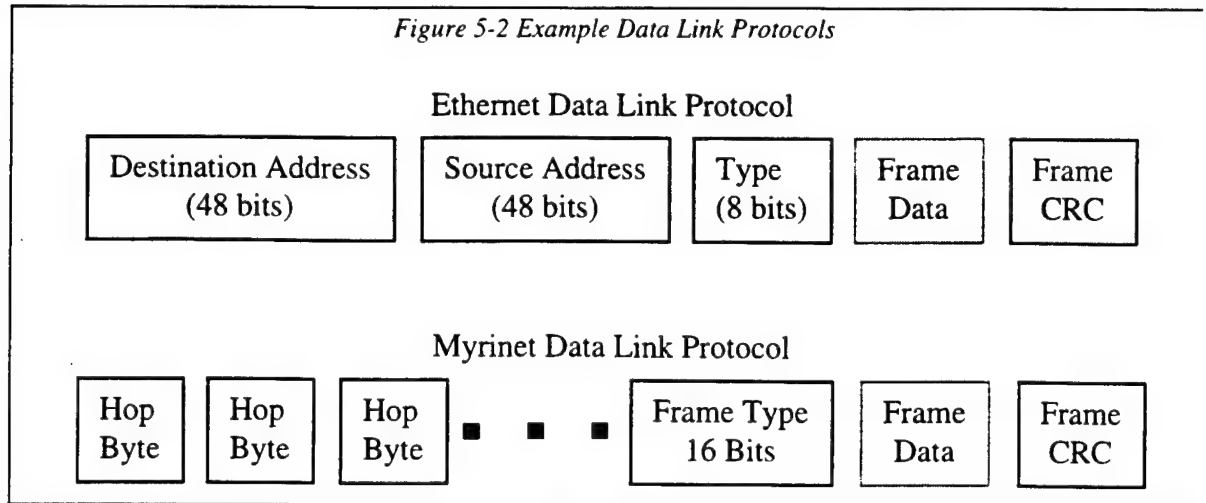 Figure 5-2 Example Data Link Protocols
Ethernet Data Link Protocol
Destination Address
(48 bits)
Source Address
(48 bits)
Type
(8 bits)
Frame
Data
Frame
CRC
Myrinet Data Link Protocol
Hop
Byte
Hop
Byte
Hop
Byte
Frame Type
16 Bits
Frame
Data
Frame
CRC